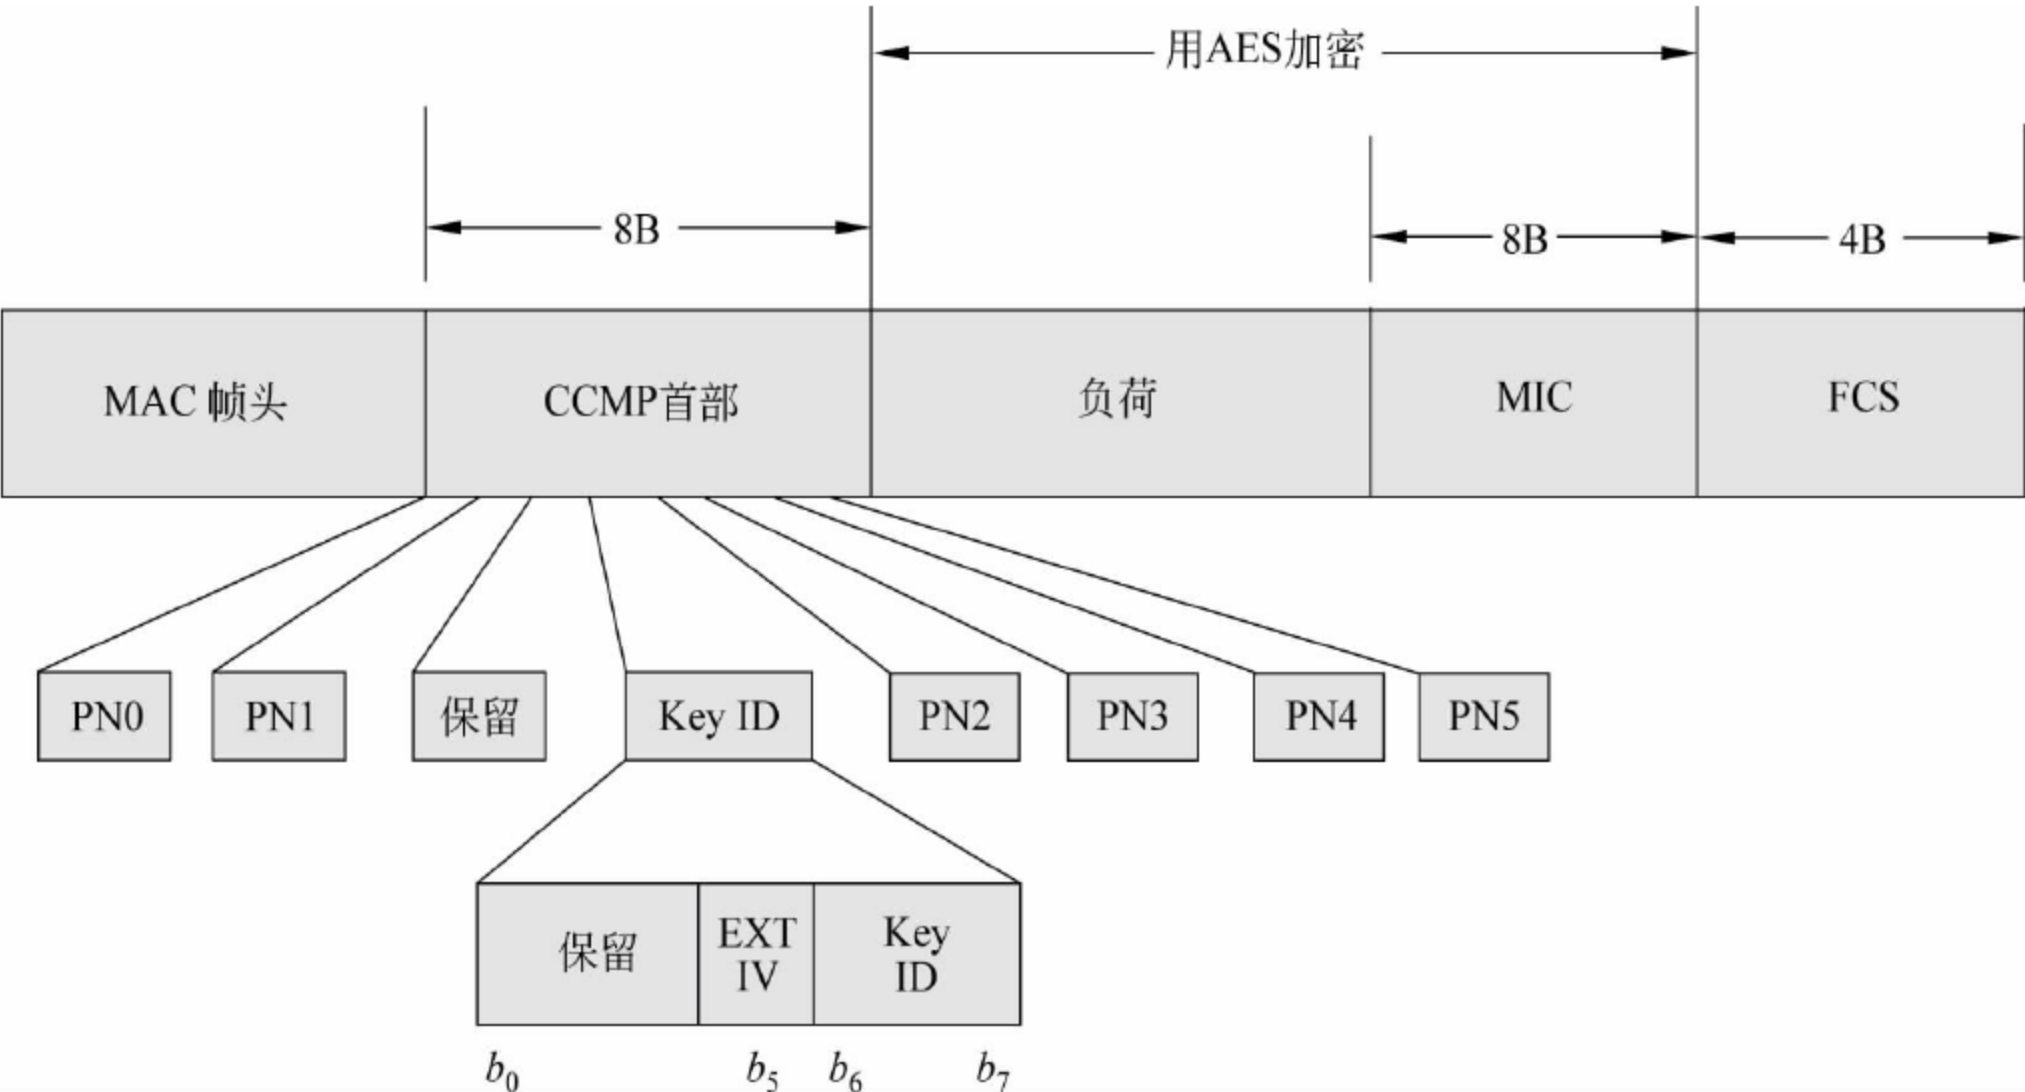 用AES加密
8B
8B
4B
MAC 帧头
CCMP首部
负荷
MIC
FCS
PN0
PN1
保留
Key ID
PN2
PN3
PN4
PN5
保留
EXT
IV
Key
ID
b0
b5
b6
b7